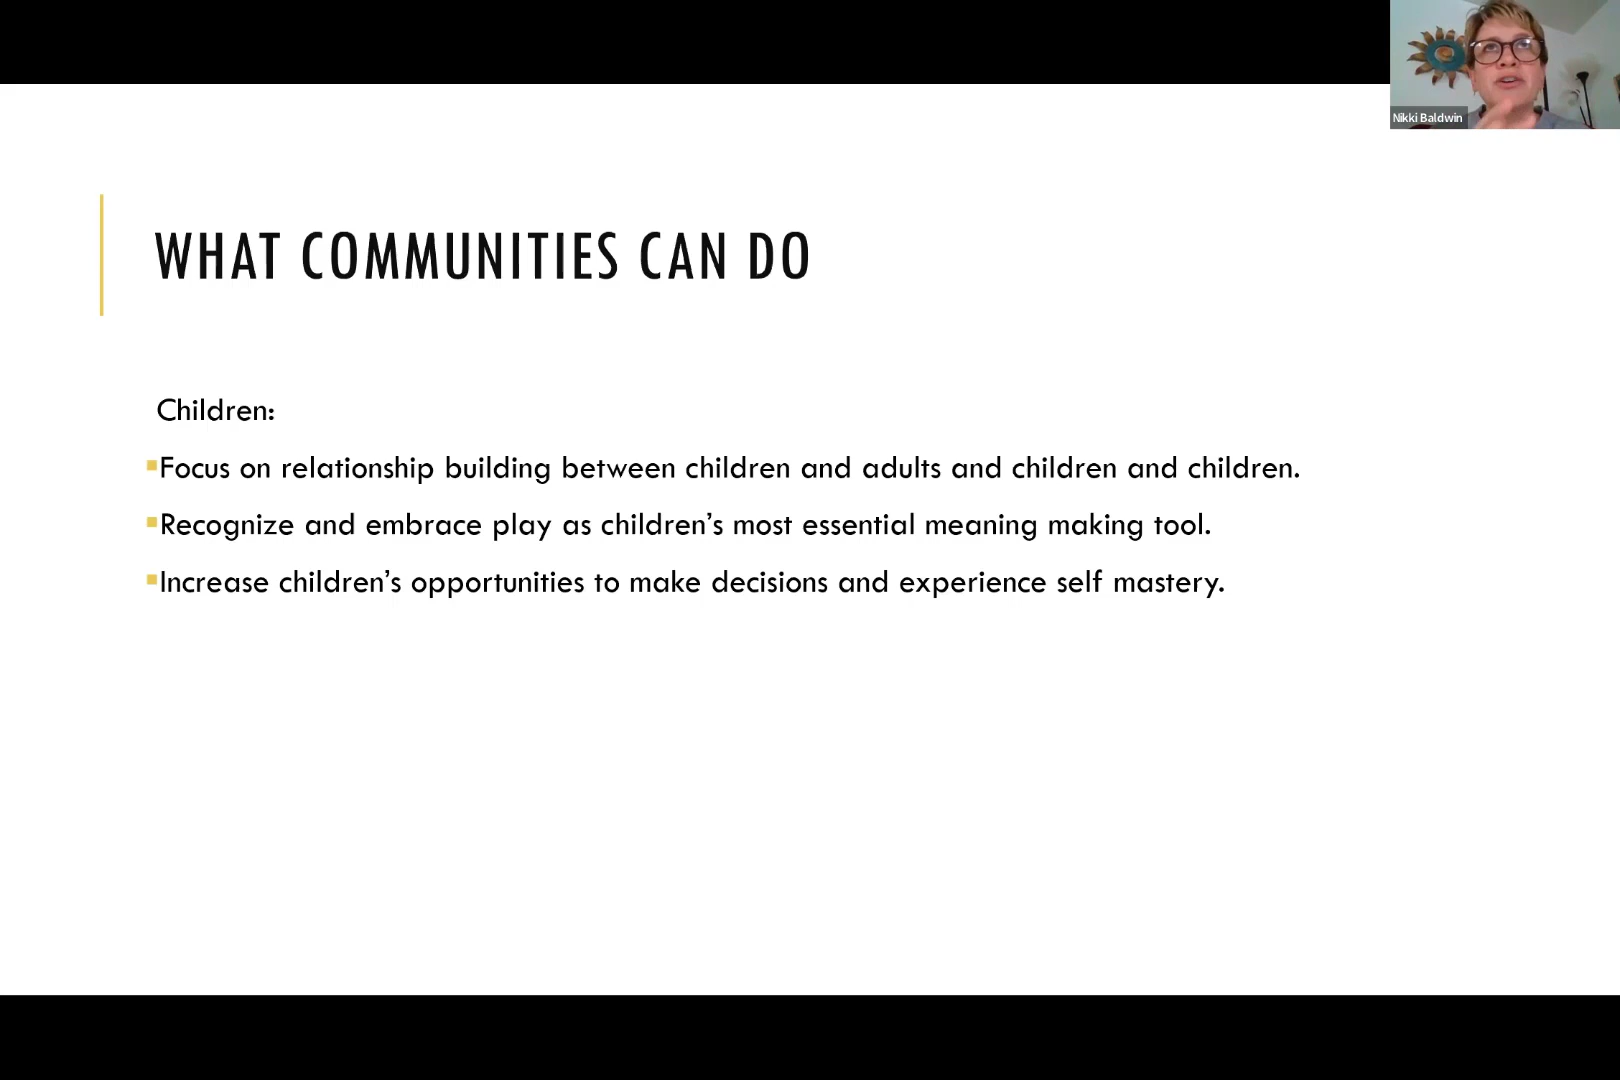 Nikki Baldwin
WHAT COMMUNITIES CAN DO
Children:
▪Focus on relationship building between children and adults and children and children.
▪Recognize and embrace play as children’s most essential meaning making tool.
▪Increase children’s opportunities to make decisions and experience self mastery.